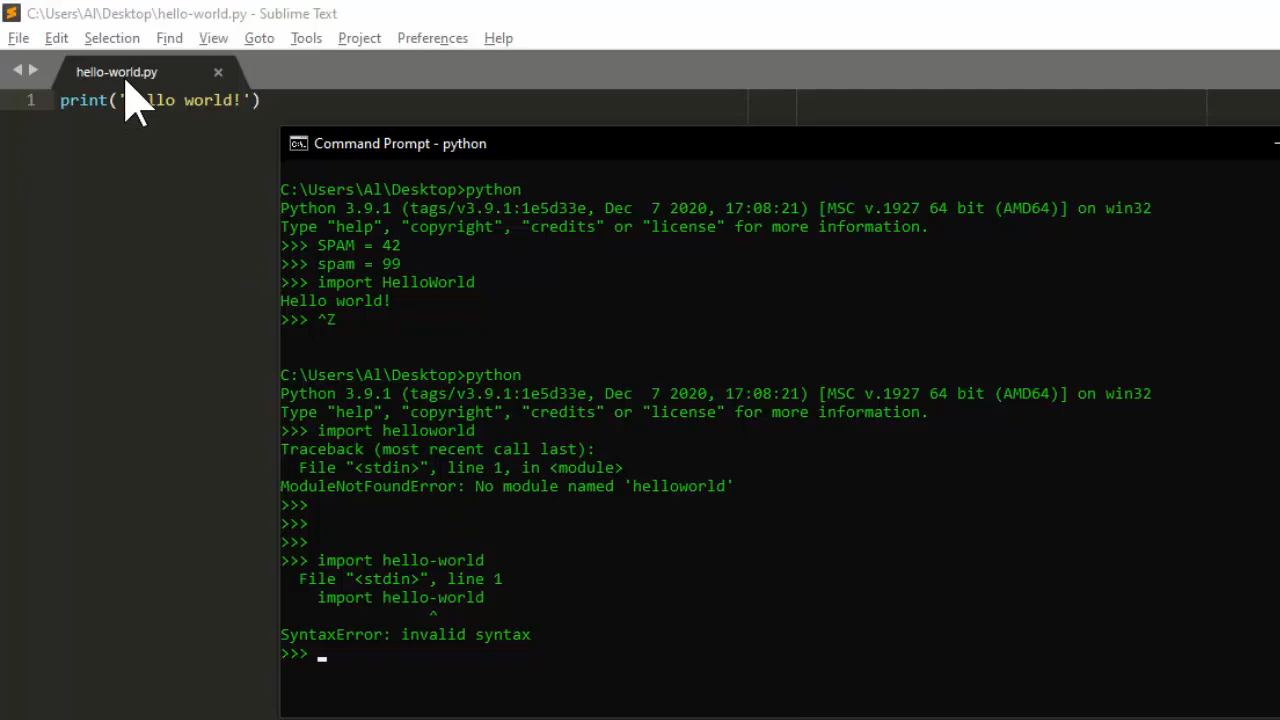 C:\Users\Al\Desktop\hello-world.py - Sublime Text
File Edit Selection Find View Goto Tools Project Preferences Help
hello-world.py
1 print(' llo world!')
Command Prompt - python
C:\Users\Al\Desktop>python
Python 3.9.1 (tags/v3.9.1:1e5d33e, Dec  7 2020, 17:08:21) [MSC v.1927 64 bit (AMD64)] on win32
Type "help", "copyright", "credits" or "license" for more information.
>>> SPAM = 42
>>> spam = 99
>>> import HelloWorld
Hello world!
>>> ^Z
C:\Users\Al\Desktop>python
Python 3.9.1 (tags/v3.9.1:1e5d33e, Dec  7 2020, 17:08:21) [MSC v.1927 64 bit (AMD64)] on win32
Type "help", "copyright", "credits" or "license" for more information.
>>> import helloworld
Traceback (most recent call last):
  File "<stdin>", line 1, in <module>
ModuleNotFoundError: No module named 'helloworld'
>>>
>>>
>>>
>>> import hello-world
  File "<stdin>", line 1
    import hello-world
                ^
SyntaxError: invalid syntax
>>>